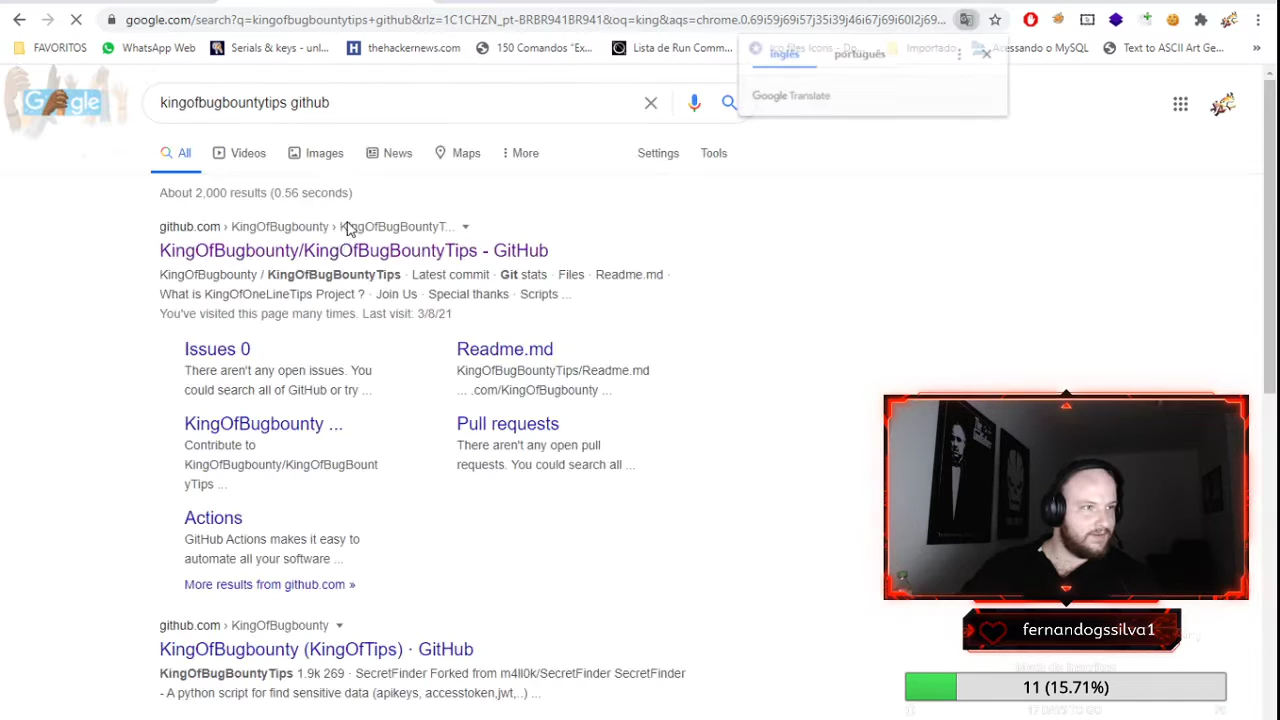 google.com/search?q=kingofbugbountytips+github&rlz=1C1CHZN_pt-BRBR941BR941&oq=king&aqs=chrome.0.69i59j69i57j35i39j46i67j69i60l2j69...
FAVORITOS WhatsApp Web Serials & keys - unl... thehackernews.com 150 Comandos "Ex... Lista de Run Comm... Importado Acessando o MySQL Text to ASCII Art Ge...
inglês português
Google Translate
Google
kingofbugbountytips github
All Videos Images News Maps More Settings Tools
About 2,000 results (0.56 seconds)
github.com › KingOfBugbounty › KingOfBugBountyT...
KingOfBugbounty/KingOfBugBountyTips - GitHub
KingOfBugbounty / KingOfBugBountyTips · Latest commit · Git stats · Files · Readme.md ·
What is KingOfOneLineTips Project ? · Join Us · Special thanks · Scripts ...
You've visited this page many times. Last visit: 3/8/21
Issues 0
There aren't any open issues. You
could search all of GitHub or try ...
Readme.md
KingOfBugBountyTips/Readme.md
... .com/KingOfBugbounty ...
KingOfBugbounty ...
Contribute to
KingOfBugbounty/KingOfBugBount
yTips ...
Pull requests
There aren't any open pull
requests. You could search all ...
Actions
GitHub Actions makes it easy to
automate all your software ...
More results from github.com »
github.com › KingOfBugbounty
KingOfBugbounty (KingOfTips) · GitHub
KingOfBugBountyTips 1.9k 269 · SecretFinder Forked from m4ll0k/SecretFinder SecretFinder
- A python script for find sensitive data (apikeys, accesstoken,jwt,..) ...
fernandogssilva1
11 (15.71%)